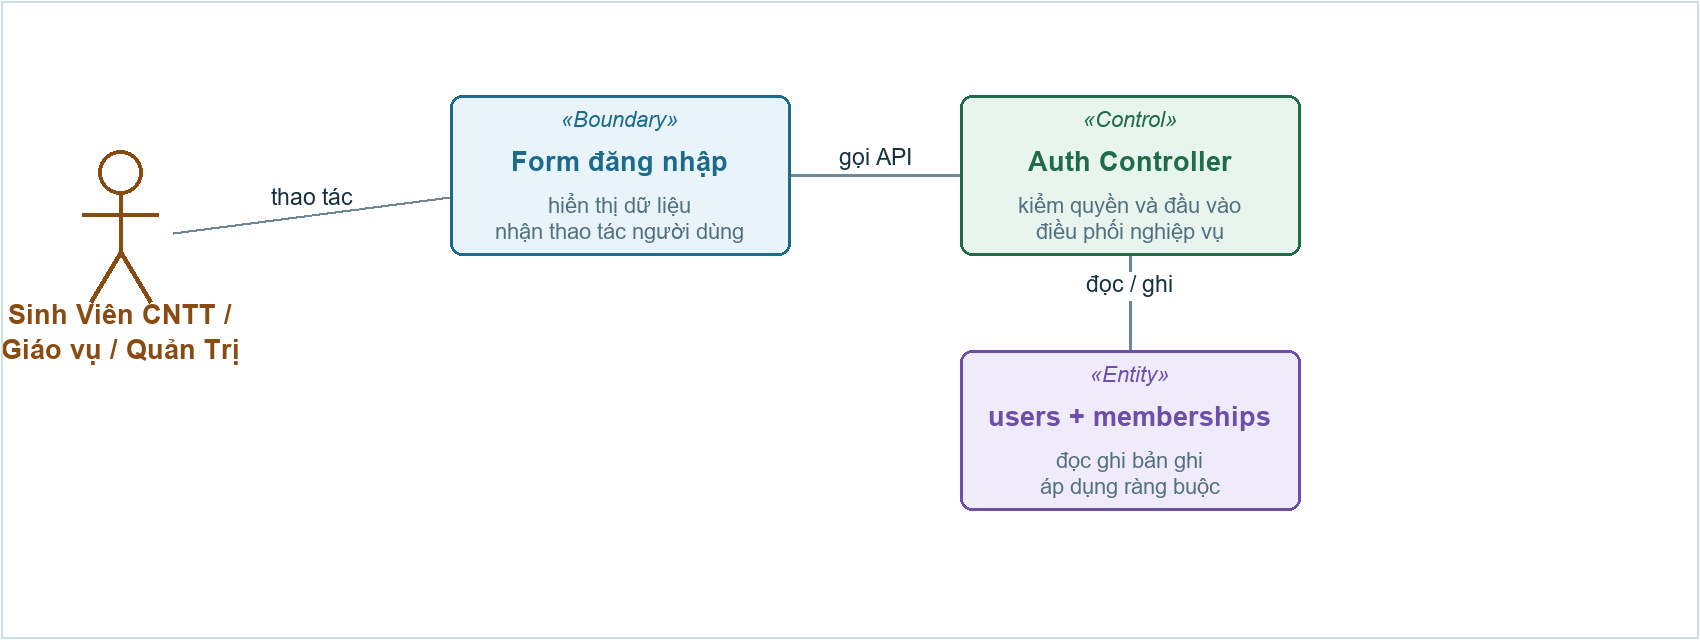 Sinh Viên CNTT /
Giáo vụ / Quản Trị
thao tác
«Boundary»
Form đăng nhập
hiển thị dữ liệu
nhận thao tác người dùng
gọi API
«Control»
Auth Controller
kiểm quyền và đầu vào
điều phối nghiệp vụ
đọc / ghi
«Entity»
users + memberships
đọc ghi bản ghi
áp dụng ràng buộc